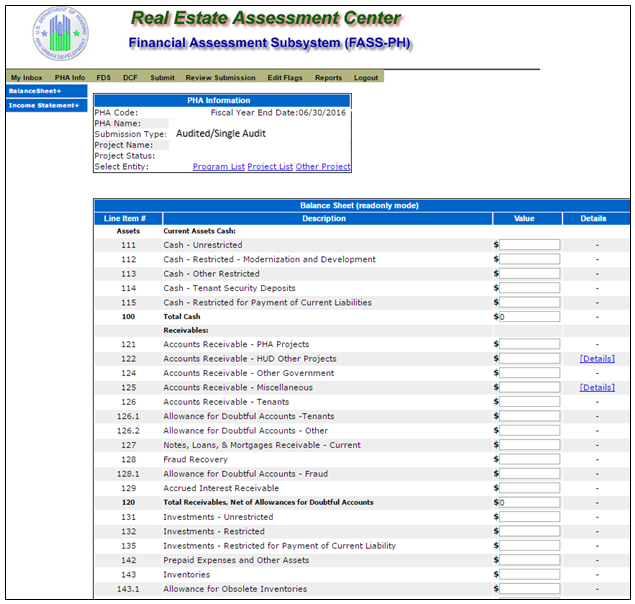 U.S. DEPARTMENT OF HOUSING AND URBAN DEVELOPMENT
Real Estate Assessment Center
Financial Assessment Subsystem (FASS-PH)
My Inbox PHA Info FDS DCF Submit Review Submission Edit Flags Reports Logout
BalanceSheet+
Income Statement+
PHA Information
PHA Code: Fiscal Year End Date:06/30/2016
PHA Name:
Submission Type: Audited/Single Audit
Project Name:
Project Status:
Select Entity: Program List Project List Other Project
Balance Sheet (readonly mode)
Line Item # Description Value Details
Assets Current Assets Cash:
111 Cash - Unrestricted $ -
112 Cash - Restricted - Modernization and Development $ -
113 Cash - Other Restricted $ -
114 Cash - Tenant Security Deposits $ -
115 Cash - Restricted for Payment of Current Liabilities $ -
100 Total Cash $0 -
Receivables:
121 Accounts Receivable - PHA Projects $ -
122 Accounts Receivable - HUD Other Projects $ [Details]
124 Accounts Receivable - Other Government $ -
125 Accounts Receivable - Miscellaneous $ [Details]
126 Accounts Receivable - Tenants $ -
126.1 Allowance for Doubtful Accounts -Tenants $ -
126.2 Allowance for Doubtful Accounts - Other $ -
127 Notes, Loans, & Mortgages Receivable - Current $ -
128 Fraud Recovery $ -
128.1 Allowance for Doubtful Accounts - Fraud $ -
129 Accrued Interest Receivable $ -
120 Total Receivables, Net of Allowances for Doubtful Accounts $0 -
131 Investments - Unrestricted $ -
132 Investments - Restricted $ -
135 Investments - Restricted for Payment of Current Liability $ -
142 Prepaid Expenses and Other Assets $ -
143 Inventories $ -
143.1 Allowance for Obsolete Inventories $ -